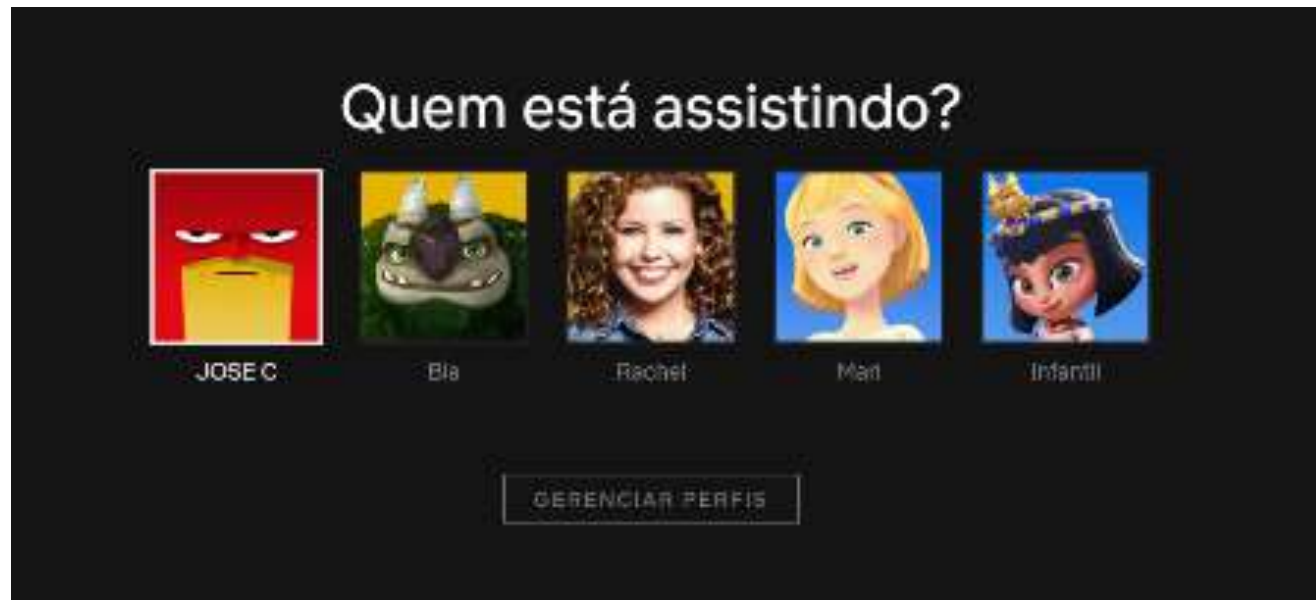 Quem está assistindo?
JOSE C Bia Rachel Mari Infantil
GERENCIAR PERFIS